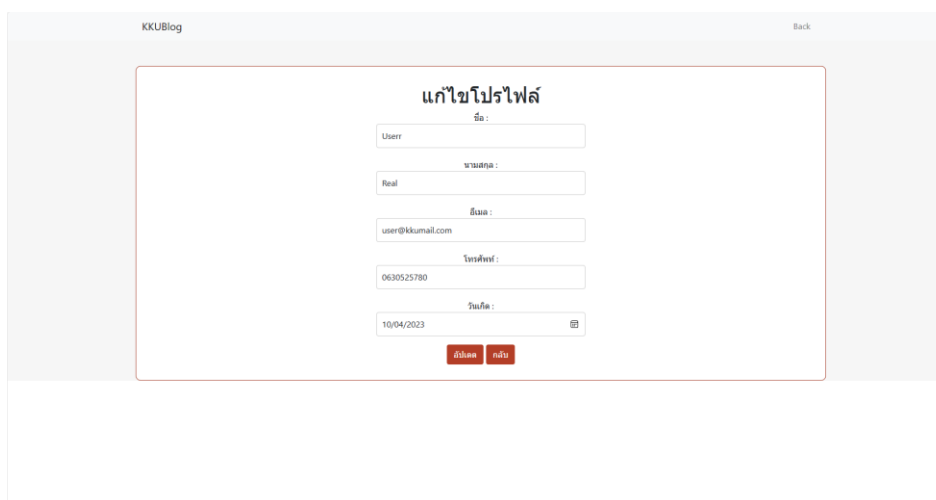 KKUBlog
Back
แก้ไขโปรไฟล์
ชื่อ :
Userr
นามสกุล :
Real
อีเมล :
user@kkumail.com
โทรศัพท์ :
0630525780
วันเกิด :
10/04/2023
อัปเดต กลับ